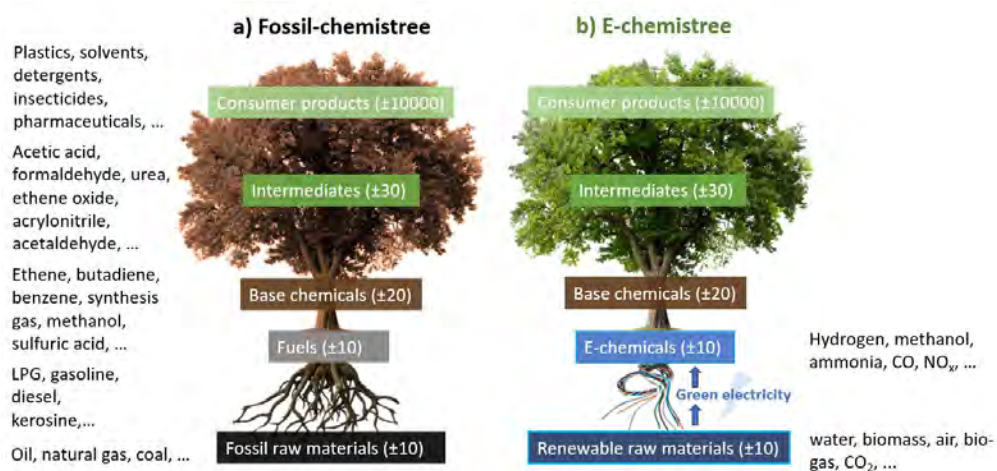 a) Fossil-chemistree
b) E-chemistree
Plastics, solvents,
detergents,
insecticides,
pharmaceuticals, ...
Consumer products (±10000)
Consumer products (±10000)
Acetic acid,
formaldehyde, urea,
ethene oxide,
acrylonitrile,
acetaldehyde, ...
Intermediates (±30)
Intermediates (±30)
Ethene, butadiene,
benzene, synthesis
gas, methanol,
sulfuric acid, ...
Base chemicals (±20)
Base chemicals (±20)
Fuels (±10)
E-chemicals (±10)
Hydrogen, methanol,
ammonia, CO, NOₓ, ...
LPG, gasoline,
diesel,
kerosine,...
Green electricity
Oil, natural gas, coal, ...
Fossil raw materials (±10)
Renewable raw materials (±10)
water, biomass, air, bio-
gas, CO₂, ...